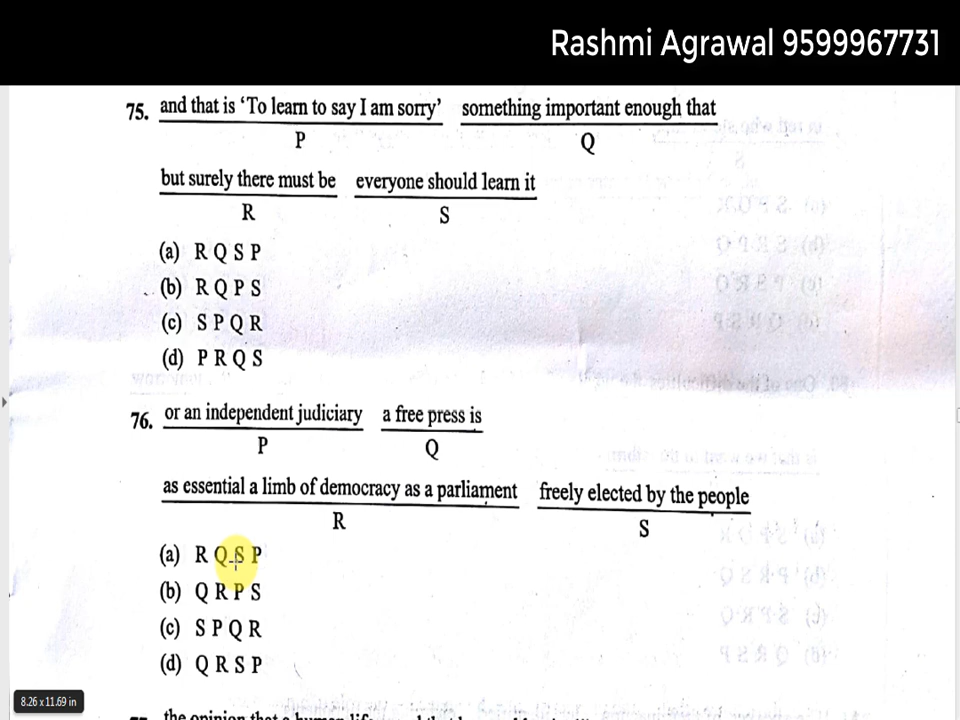 Rashmi Agrawal 9599967731
75. and that is 'To learn to say I am sorry' something important enough that
P Q
but surely there must be everyone should learn it
R S
(a) R Q S P
(b) R Q P S
(c) S P Q R
(d) P R Q S
76. or an independent judiciary a free press is
P Q
as essential a limb of democracy as a parliament freely elected by the people
R S
(a) R Q S P
(b) Q R P S
(c) S P Q R
(d) Q R S P
8.26 x 11.69 in